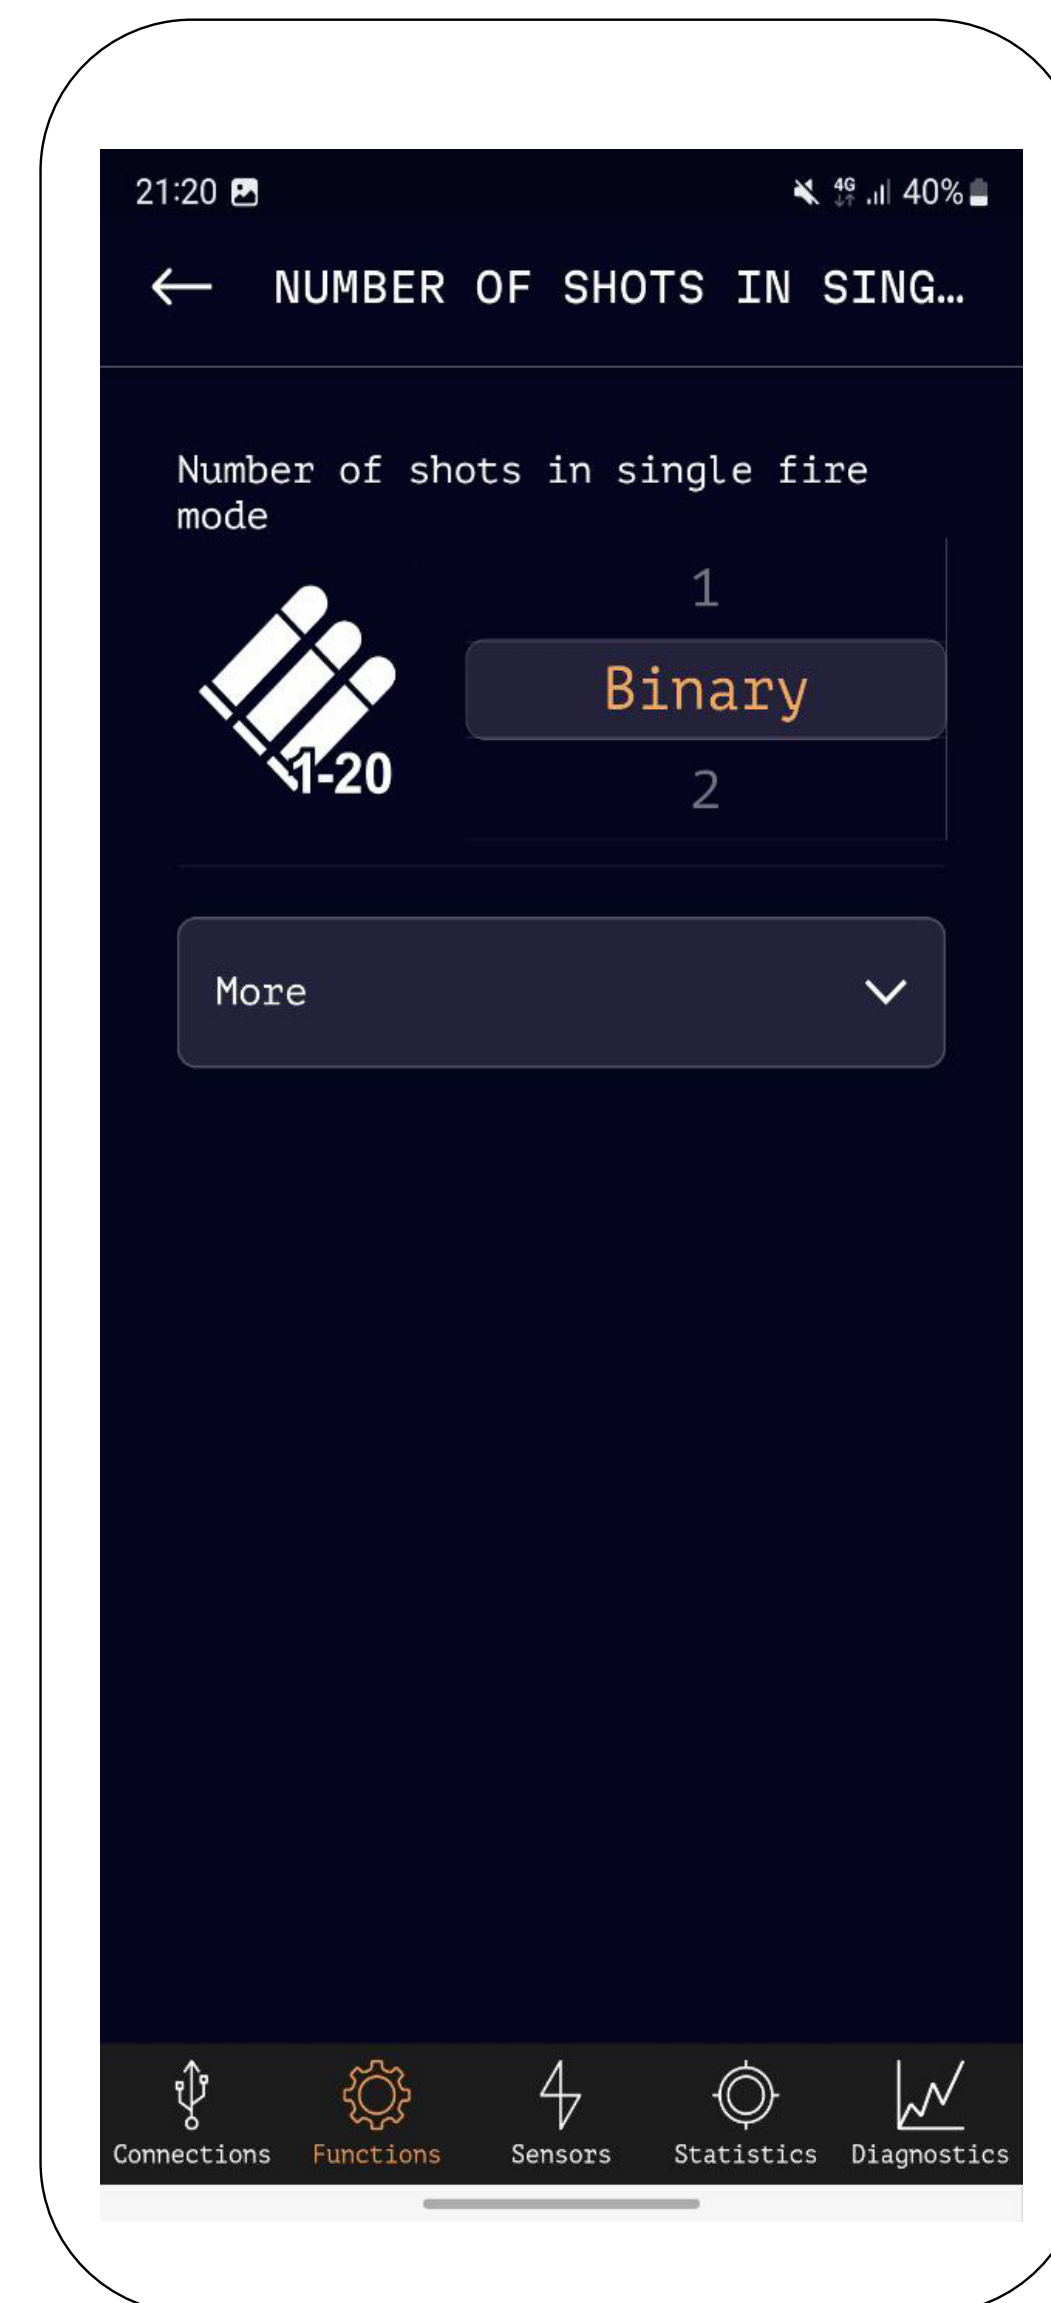 21:20 4G 40%
NUMBER OF SHOTS IN SING…
Number of shots in single fire
mode
1
Binary
2
1-20
More
Connections Functions Sensors Statistics Diagnostics